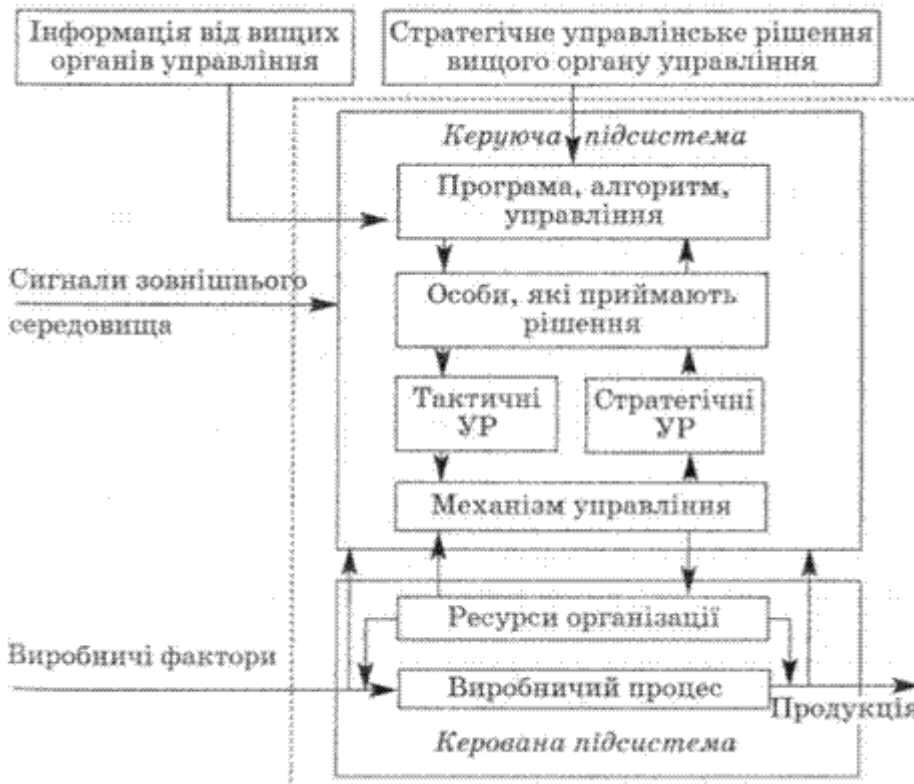 Інформація від вищих
органів управління
Стратегічне управлінське рішення
вищого органу управління
Керуюча підсистема
Програма, алгоритм,
управління
Сигнали зовнішнього
середовища
Особи, які приймають
рішення
Тактичні
УР
Стратегічні
УР
Механізм управління
Ресурси організації
Виробничі фактори
Виробничий процес
Продукція
Керована підсистема